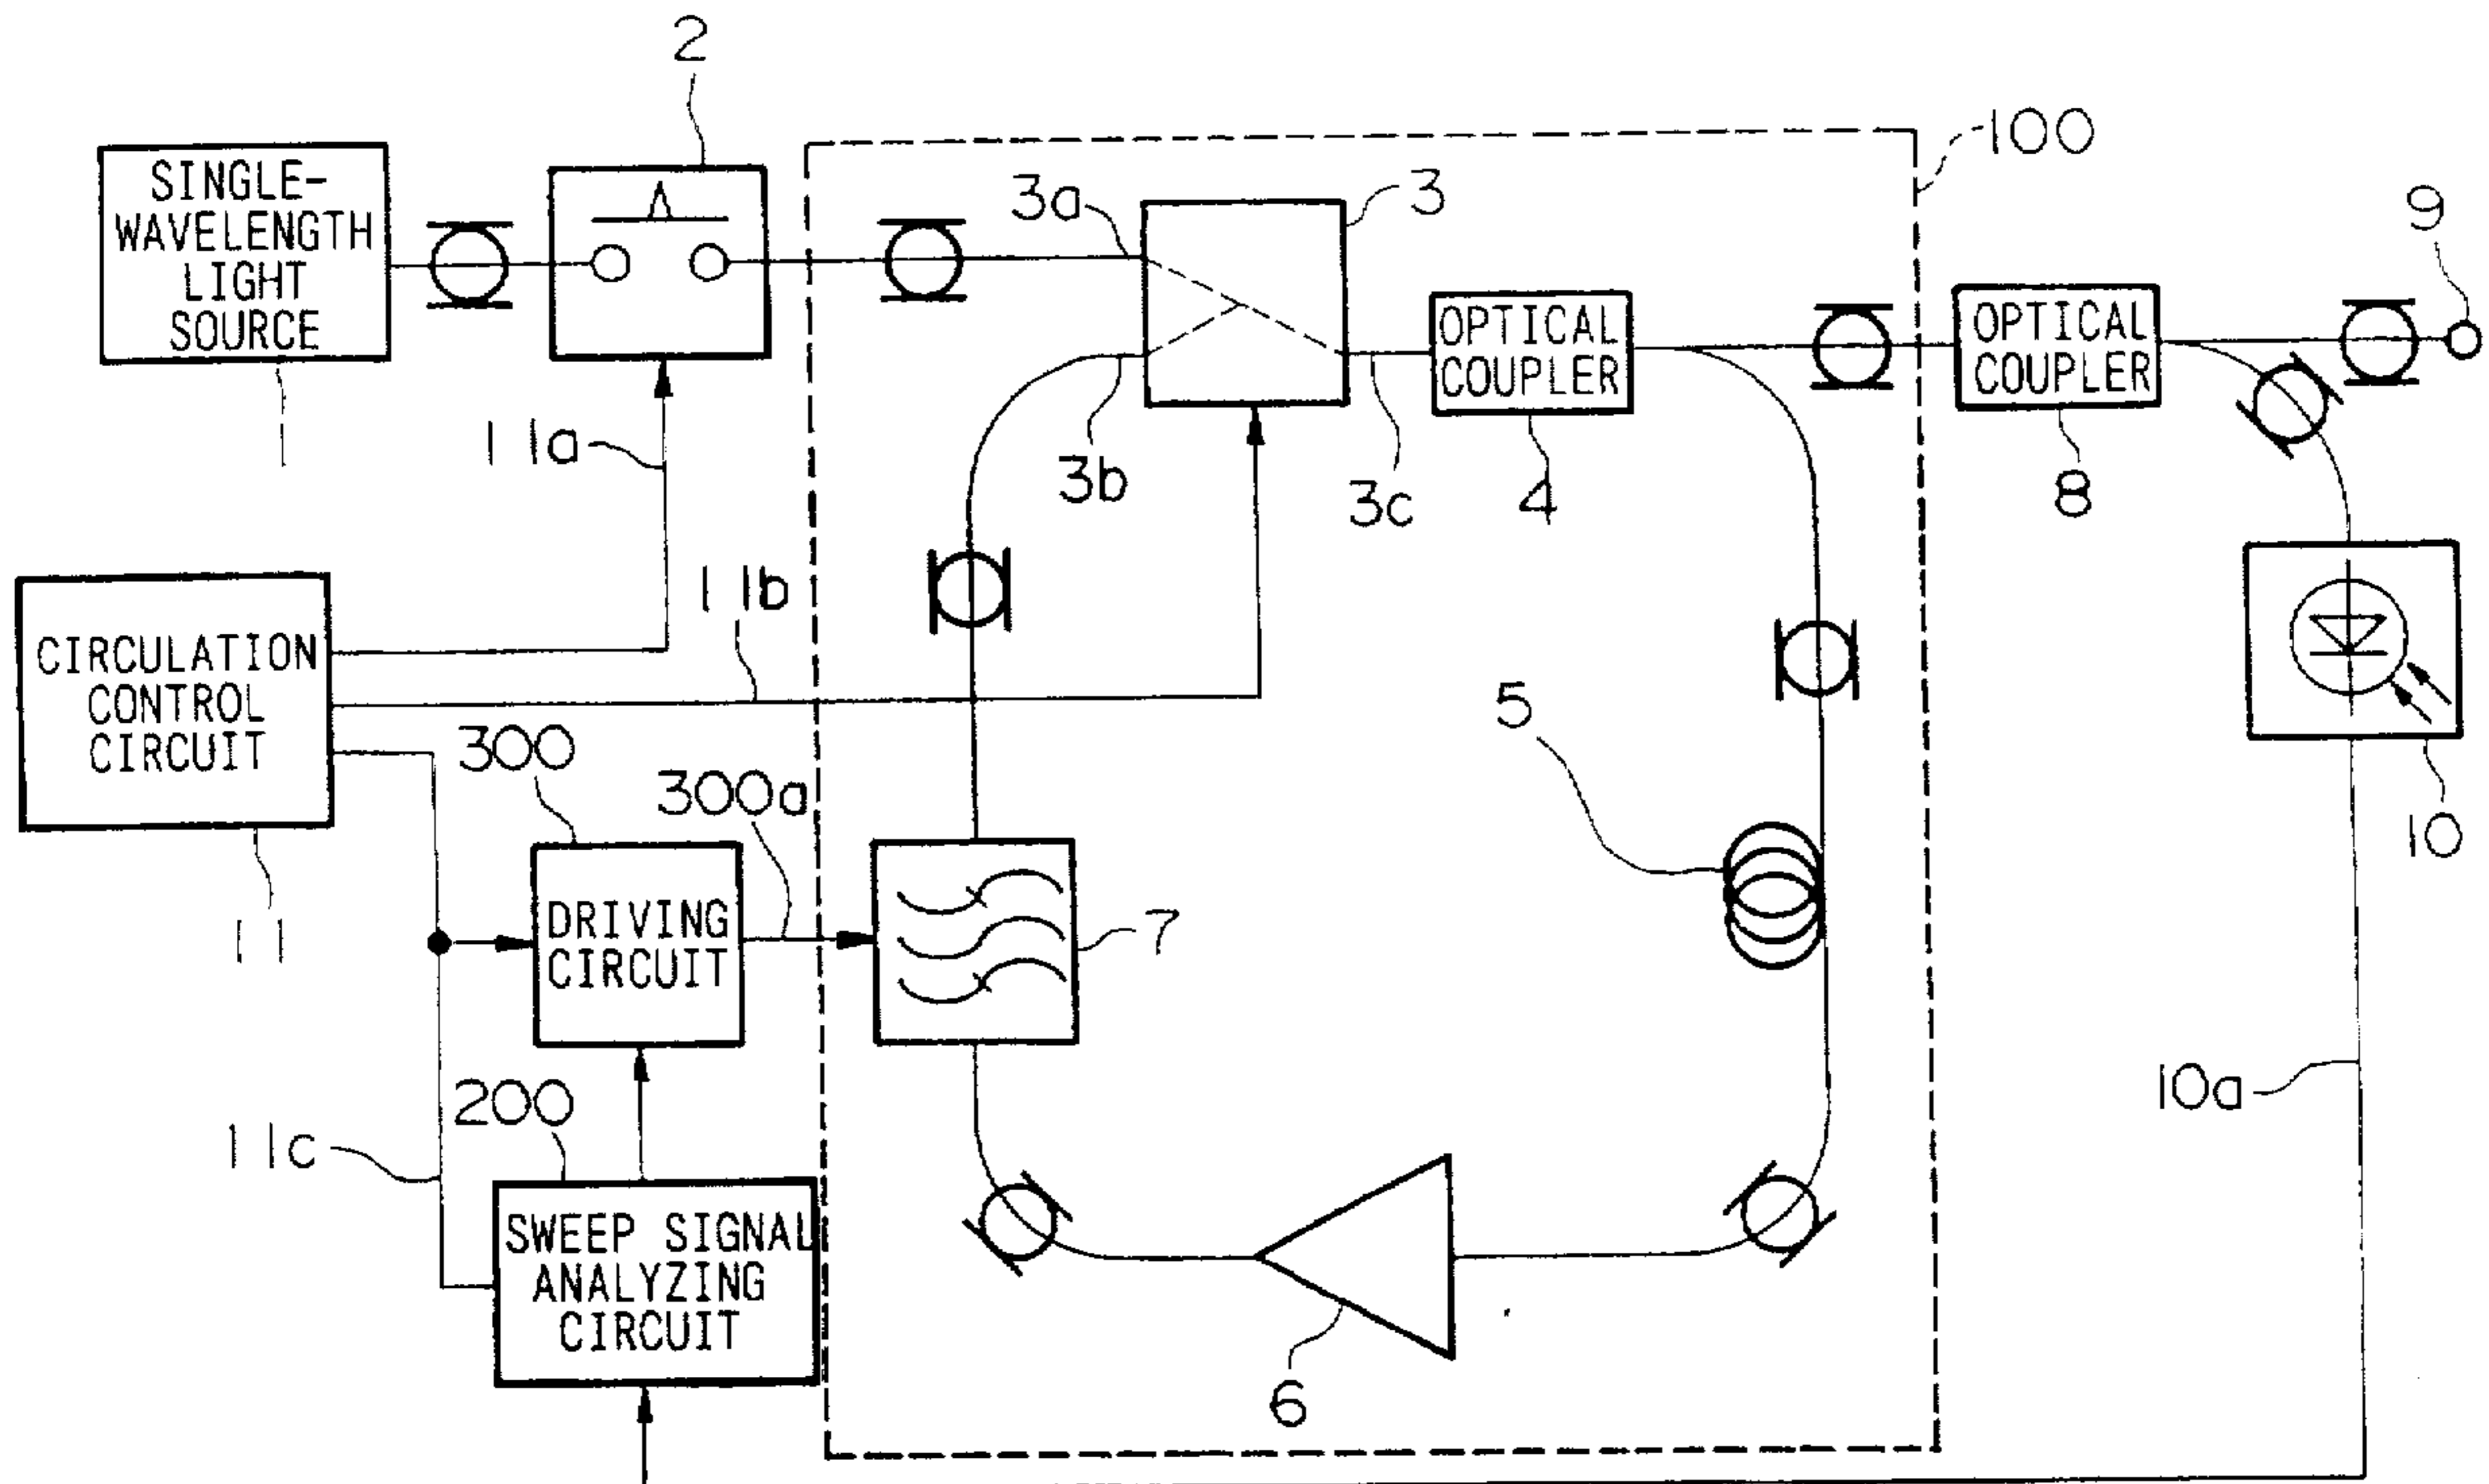 2
100
SINGLE-
WAVELENGTH
LIGHT
SOURCE
1
3a
3
9
OPTICAL
COUPLER
OPTICAL
COUPLER
11a
3b
3c
4
8
11b
CIRCULATION
CONTROL
CIRCUIT
11
300
300a
5
10
DRIVING
CIRCUIT
7
10a
200
11c
SWEEP SIGNAL
ANALYZING
CIRCUIT
6